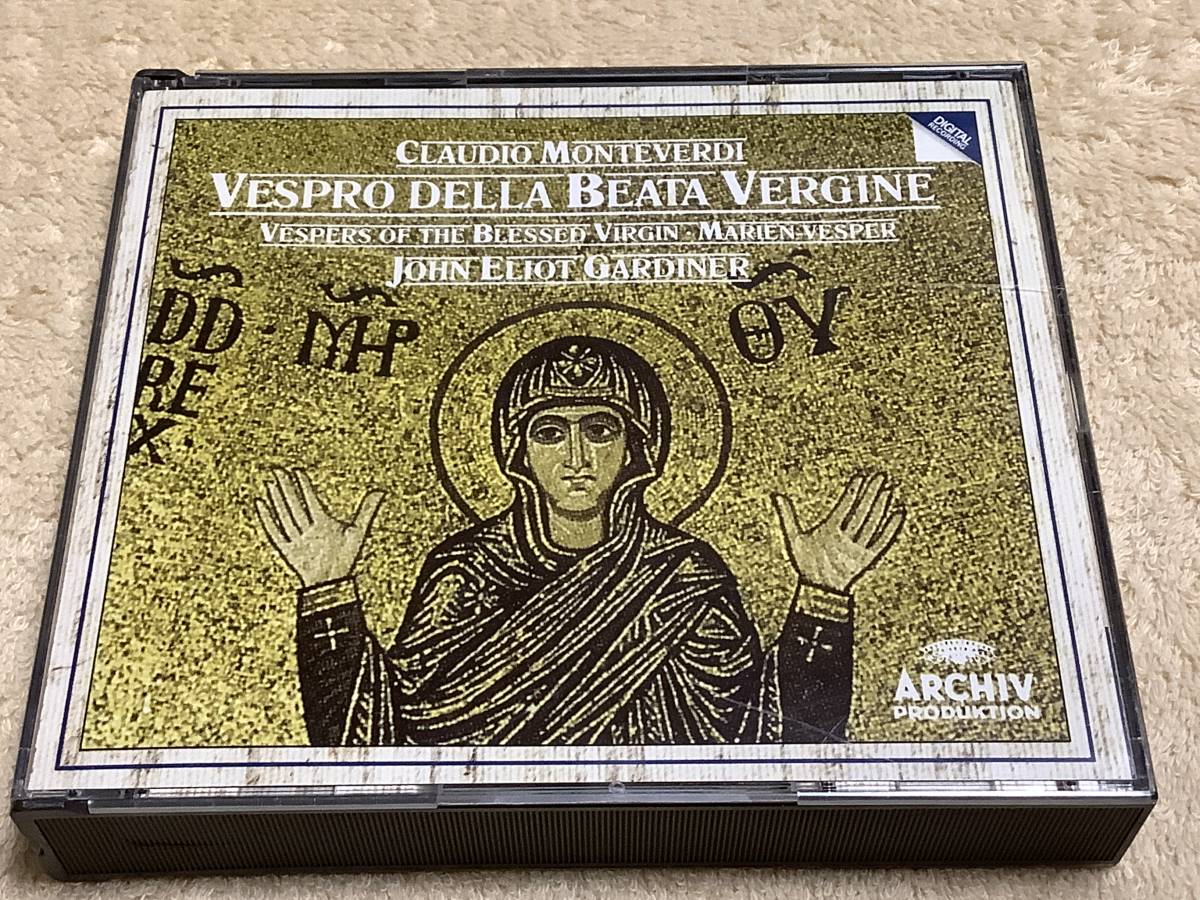 DIGITAL
RECORDING
CLAUDIO MONTEVERDI
VESPRO DELLA BEATA VERGINE
VESPERS OF THE BLESSED VIRGIN · MARIEN-VESPER
JOHN ELIOT GARDINER
DD · ΜΗΡ ΘΥ
RE
X
ARCHIV
PRODUKTION